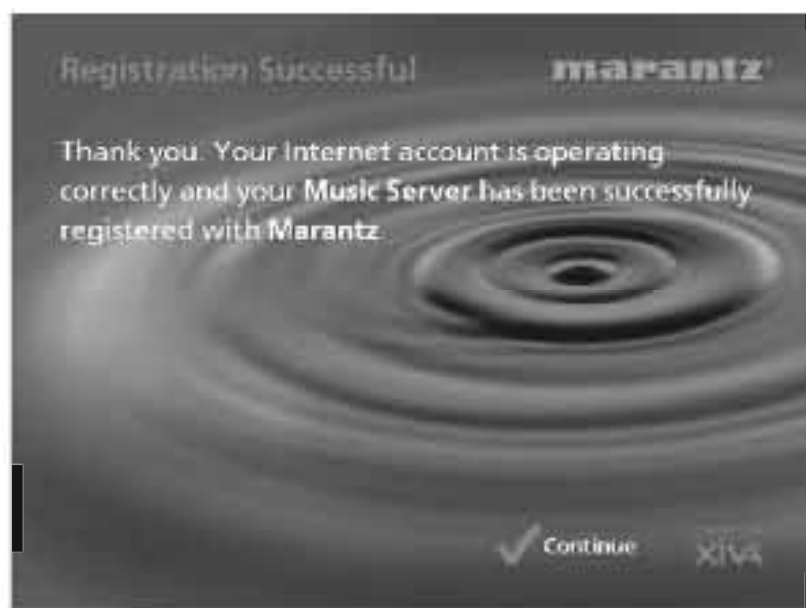 Registration Successful
marantz
Thank you. Your Internet account is operating
correctly and your Music Server has been successfully
registered with Marantz
Continue
XIVA